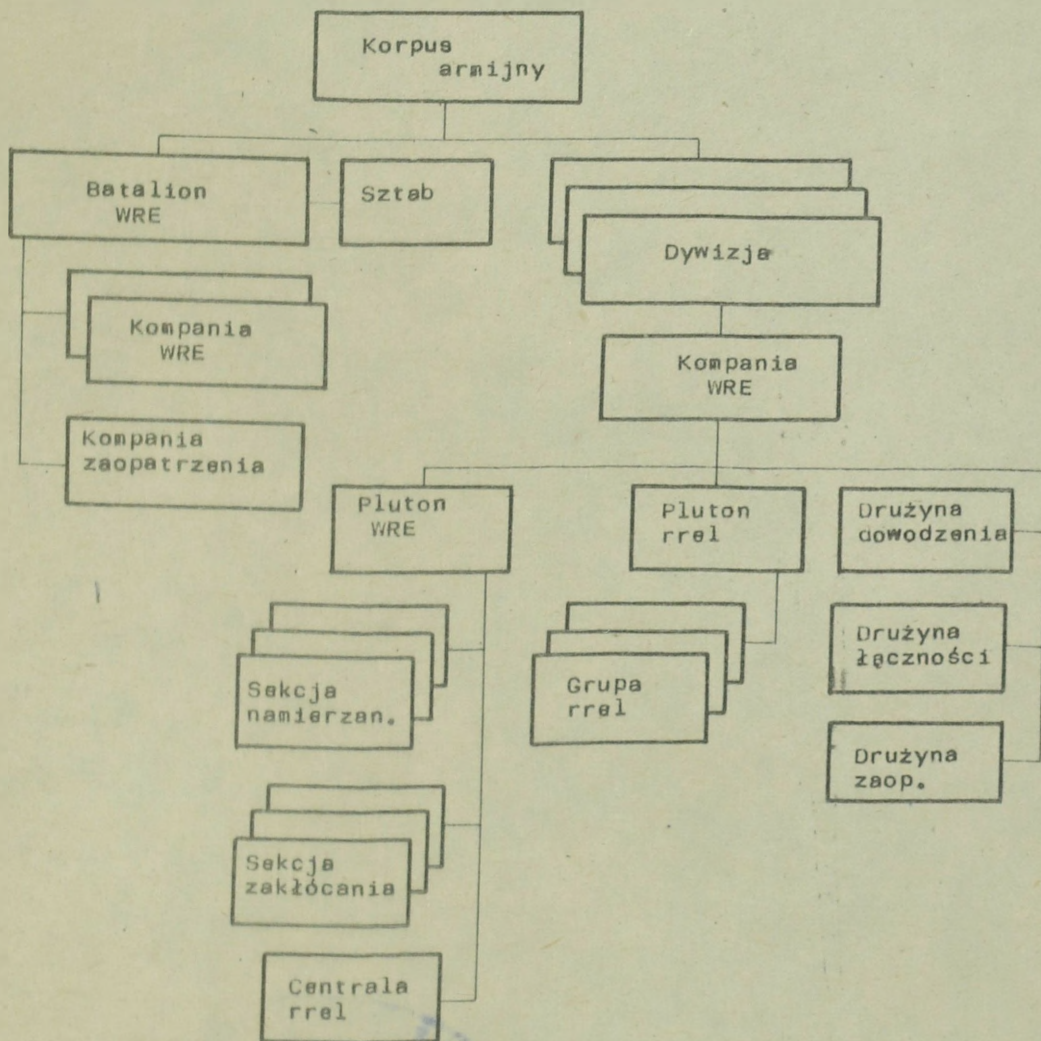 Korpus
armijny
Batalion
WRE
Sztab
Dywizja
Kompania
WRE
Kompania
WRE
Kompania
zaopatrzenia
Pluton
WRE
Pluton
rrel
Drużyna
dowodzenia
Sekcja
namierzan.
Grupa
rrel
Drużyna
łączności
Drużyna
zaop.
Sekcja
zakłócania
Centrala
rrel